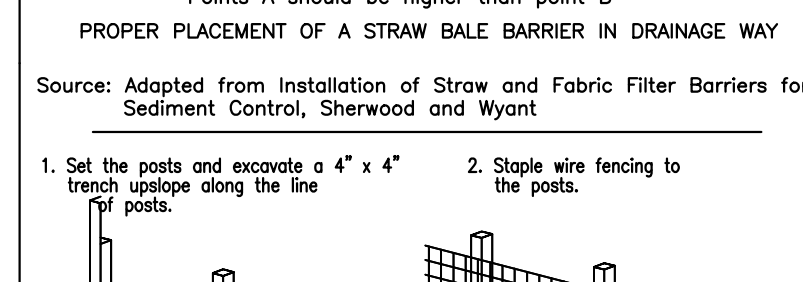 Points A should be higher than point B
PROPER PLACEMENT OF A STRAW BALE BARRIER IN DRAINAGE WAY
Source: Adapted from Installation of Straw and Fabric Filter Barriers for
Sediment Control, Sherwood and Wyant
1. Set the posts and excavate a 4" x 4"
trench upslope along the line
of posts.
2. Staple wire fencing to
the posts.